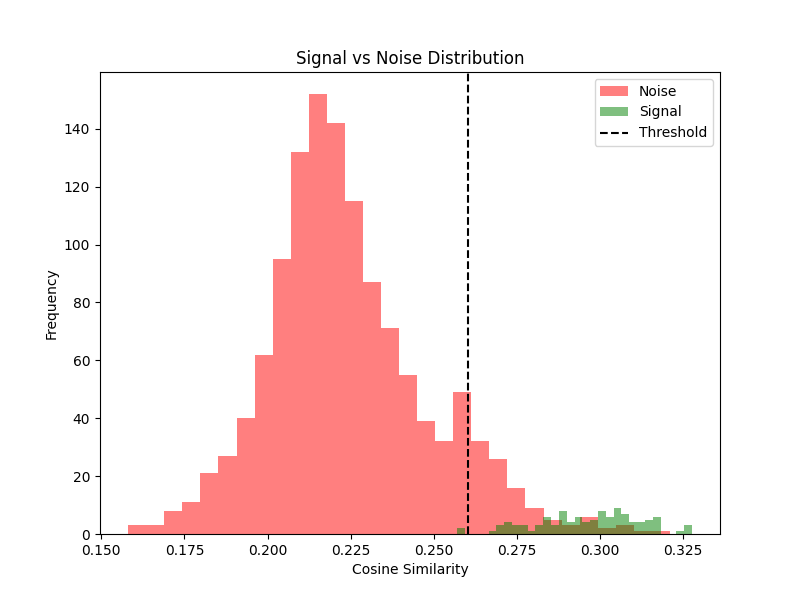 Signal vs Noise Distribution
Noise
Signal
Threshold
Frequency
140
120
100
80
60
40
20
0
0.150 0.175 0.200 0.225 0.250 0.275 0.300 0.325
Cosine Similarity